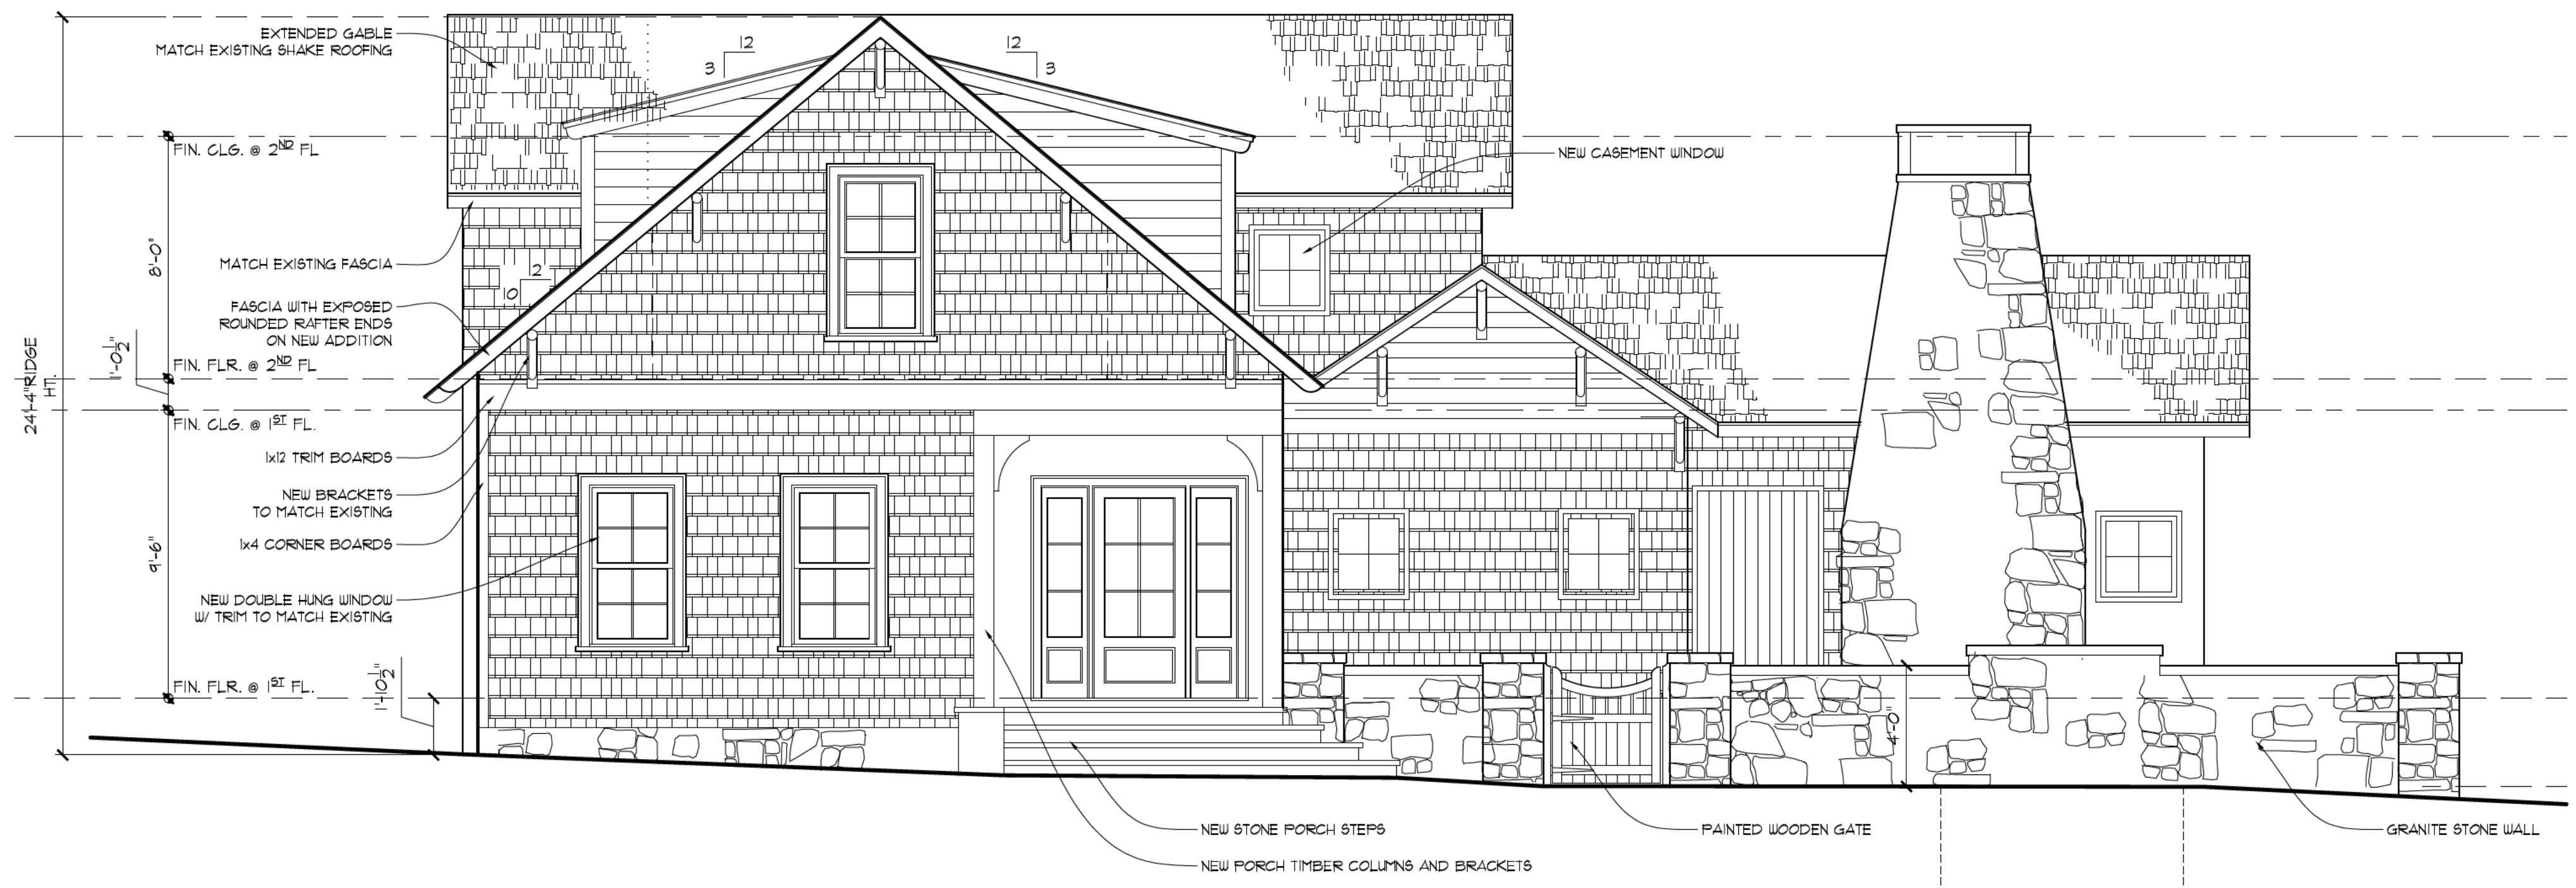 EXTENDED GABLE
MATCH EXISTING SHAKE ROOFING
12
3
12
3
FIN. CLG. @ 2ND FL
NEW CASEMENT WINDOW
8'-0"
MATCH EXISTING FASCIA
12
10
FASCIA WITH EXPOSED
ROUNDED RAFTER ENDS
ON NEW ADDITION
24'-4"RIDGE
HT.
1'-0½"
FIN. FLR. @ 2ND FL
FIN. CLG. @ 1ST FL.
1x12 TRIM BOARDS
NEW BRACKETS
TO MATCH EXISTING
1x4 CORNER BOARDS
9'-6"
NEW DOUBLE HUNG WINDOW
W/ TRIM TO MATCH EXISTING
FIN. FLR. @ 1ST FL.
1'-10½"
4'-0"
NEW STONE PORCH STEPS
PAINTED WOODEN GATE
GRANITE STONE WALL
NEW PORCH TIMBER COLUMNS AND BRACKETS